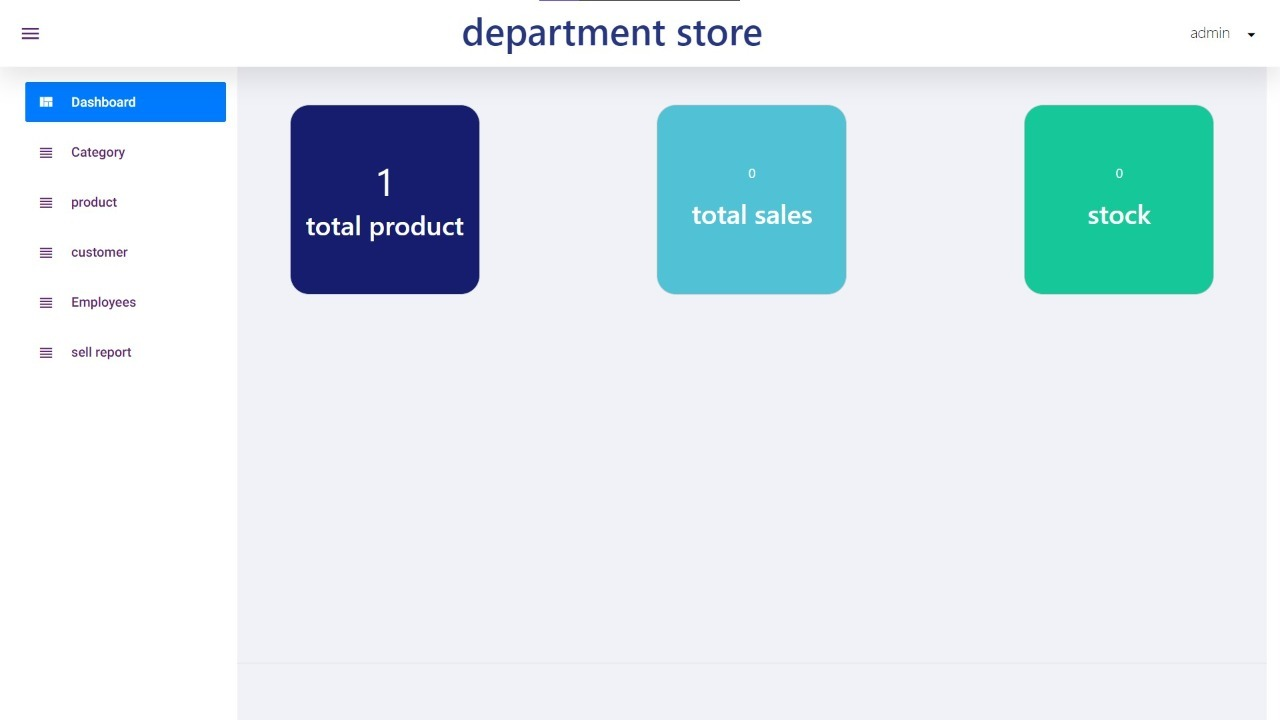 department store
admin
Dashboard
Category
product
customer
Employees
sell report
1
total product
0
total sales
0
stock